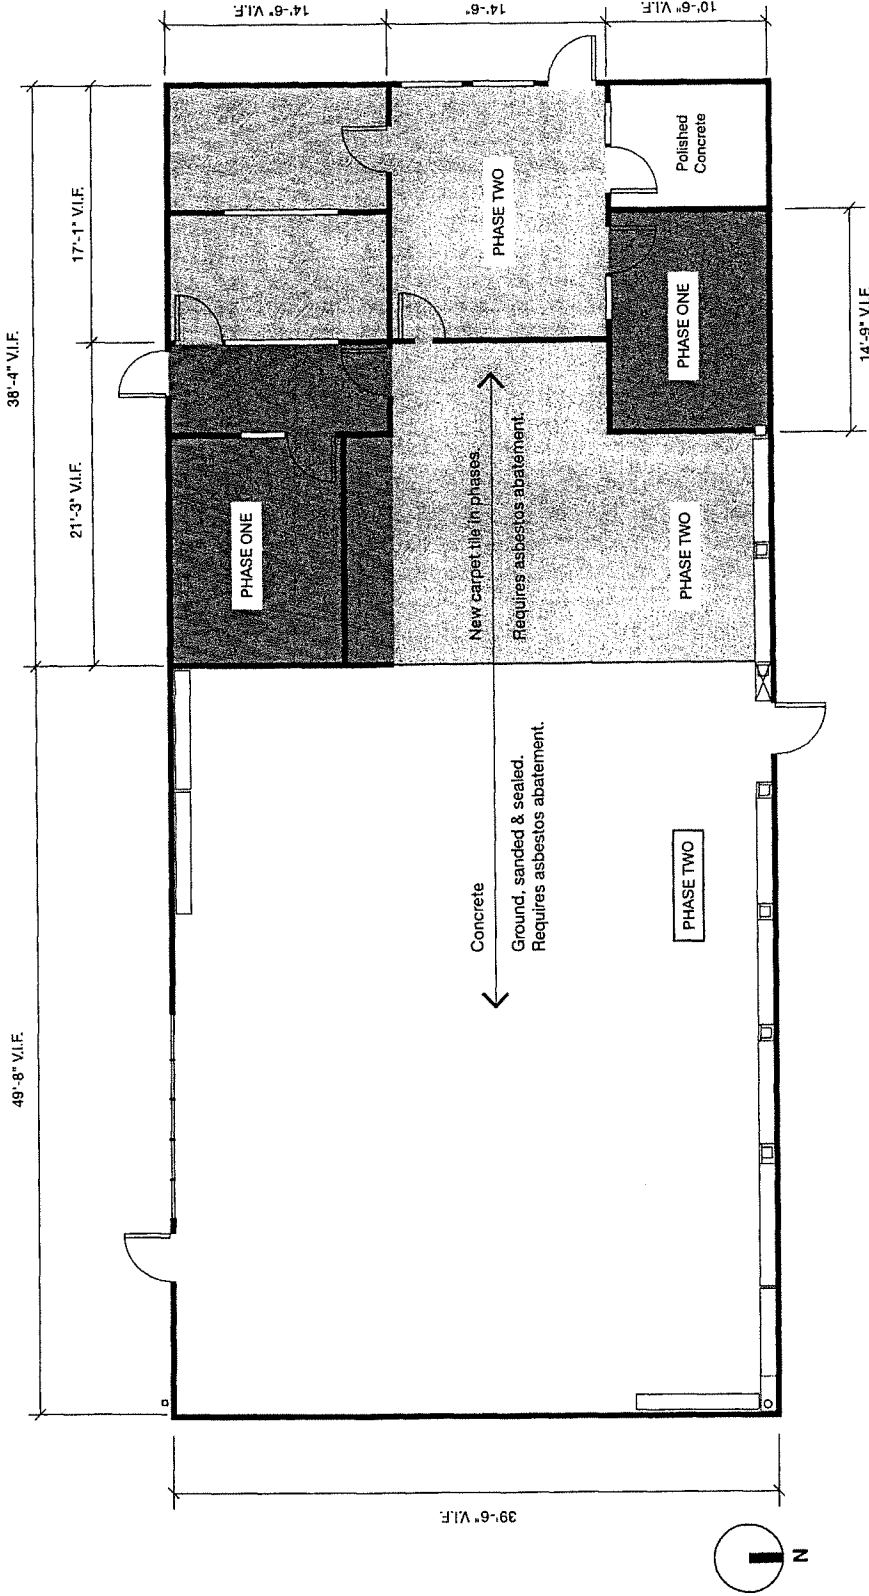 14'-6" V.I.F.
14'-6"
10'-6" V.I.F.
38'-4" V.I.F.
17'-1" V.I.F.
21'-3" V.I.F.
49'-8" V.I.F.
14'-9" V.I.F.
39'-6" V.I.F.
Polished
Concrete
PHASE TWO
PHASE ONE
PHASE ONE
PHASE TWO
New carpet tile in phases.
Requires asbestos abatement.
Concrete
Ground, sanded & sealed.
Requires asbestos abatement.
PHASE TWO
N